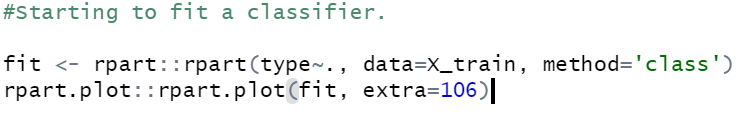 #Starting to fit a classifier.
fit <- rpart::rpart(type~., data=X_train, method='class')
rpart.plot::rpart.plot(fit, extra=106)